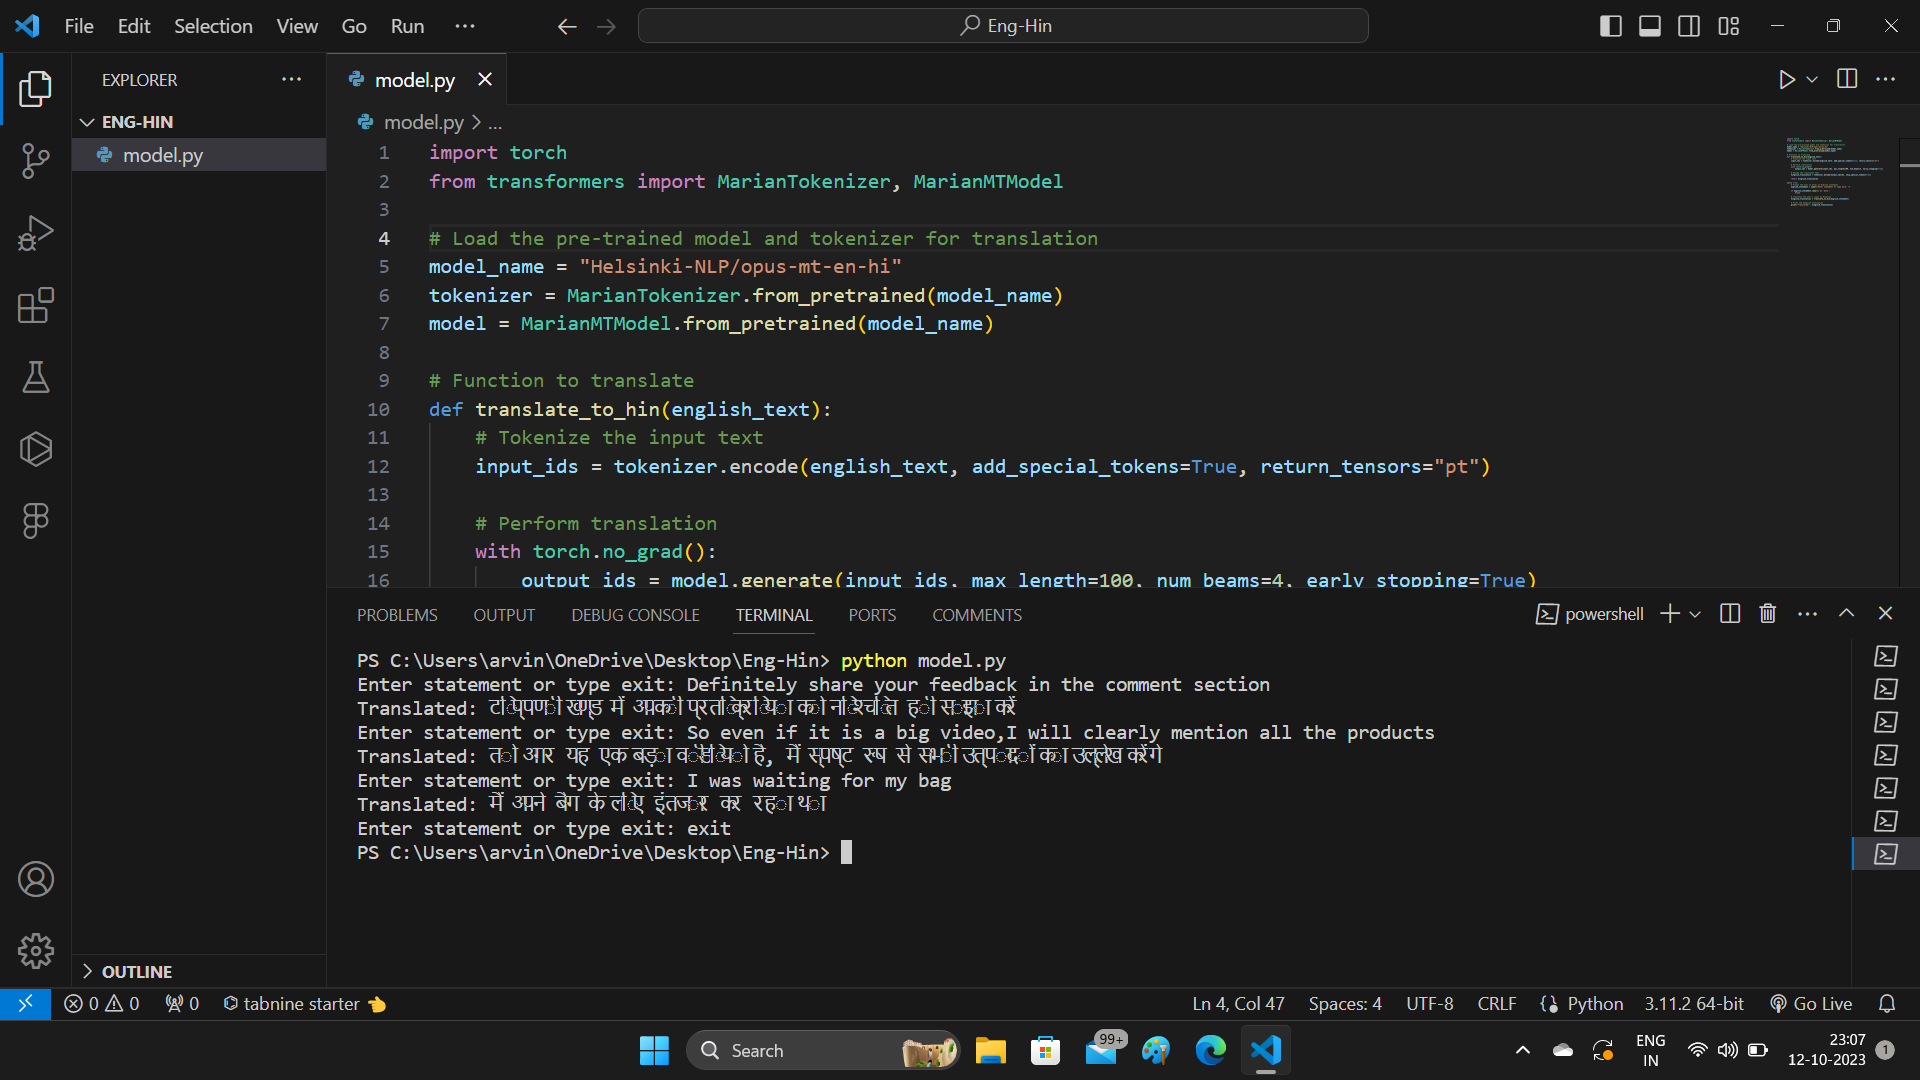 File Edit Selection View Go Run ··· Eng-Hin
EXPLORER
ENG-HIN
model.py
OUTLINE
model.py
model.py > ...
1 import torch
2 from transformers import MarianTokenizer, MarianMTModel
3
4 # Load the pre-trained model and tokenizer for translation
5 model_name = "Helsinki-NLP/opus-mt-en-hi"
6 tokenizer = MarianTokenizer.from_pretrained(model_name)
7 model = MarianMTModel.from_pretrained(model_name)
8
9 # Function to translate
10 def translate_to_hin(english_text):
11 # Tokenize the input text
12 input_ids = tokenizer.encode(english_text, add_special_tokens=True, return_tensors="pt")
13
14 # Perform translation
15 with torch.no_grad():
16 output_ids = model.generate(input_ids, max_length=100, num_beams=4, early_stopping=True)
PROBLEMS OUTPUT DEBUG CONSOLE TERMINAL PORTS COMMENTS powershell
PS C:\Users\arvin\OneDrive\Desktop\Eng-Hin> python model.py
Enter statement or type exit: Definitely share your feedback in the comment section
Translated: टिप्पणी खण्ड में अपकी प्रतिक्रिया को निश्चित ही सझा करें
Enter statement or type exit: So even if it is a big video,I will clearly mention all the products
Translated: तो अगर यह एक बड़ा वीडियो है, मैं स्पष्ट रूप से सभी उत्पादों का उल्लेख करेंगे
Enter statement or type exit: I was waiting for my bag
Translated: मैं अपने बैग के लिए इंतजार कर रहा था
Enter statement or type exit: exit
PS C:\Users\arvin\OneDrive\Desktop\Eng-Hin>
0 0 0 tabnine starter Ln 4, Col 47 Spaces: 4 UTF-8 CRLF {} Python 3.11.2 64-bit Go Live
Search 99+ ENG 23:07
IN 12-10-2023 1